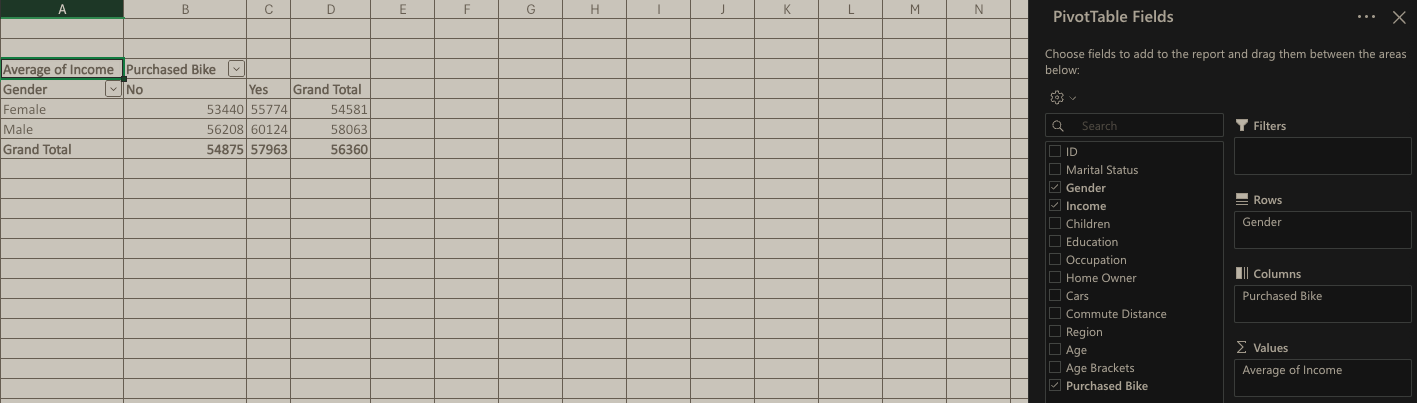 A B C D E F G H I J K L M N
Average of Income Purchased Bike
Gender No Yes Grand Total
Female 53440 55774 54581
Male 56208 60124 58063
Grand Total 54875 57963 56360
PivotTable Fields
Choose fields to add to the report and drag them between the areas
below:
Search
ID
Marital Status
Gender
Income
Children
Education
Occupation
Home Owner
Cars
Commute Distance
Region
Age
Age Brackets
Purchased Bike
Filters
Rows
Gender
Columns
Purchased Bike
Σ Values
Average of Income